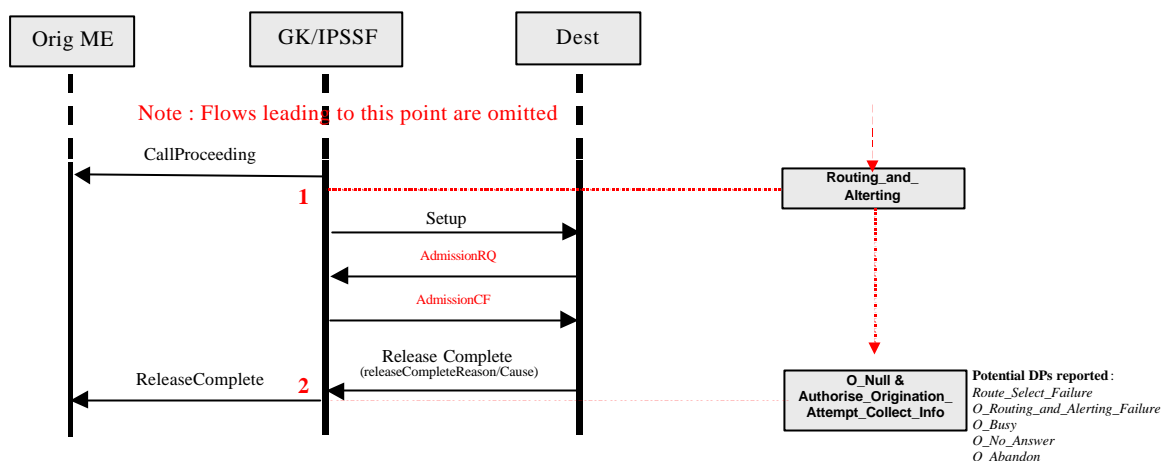 Orig ME
GK/IPSSF
Dest
Note : Flows leading to this point are omitted
CallProceeding
1
Routing_and_
Alterting
Setup
AdmissionRQ
AdmissionCF
Release Complete
(releaseCompleteReason/Cause)
ReleaseComplete
2
O_Null &
Authorise_Origination_
Attempt_Collect_Info
Potential DPs reported :
Route_Select_Failure
O_Routing_and_Alerting_Failure
O_Busy
O_No_Answer
O_Abandon